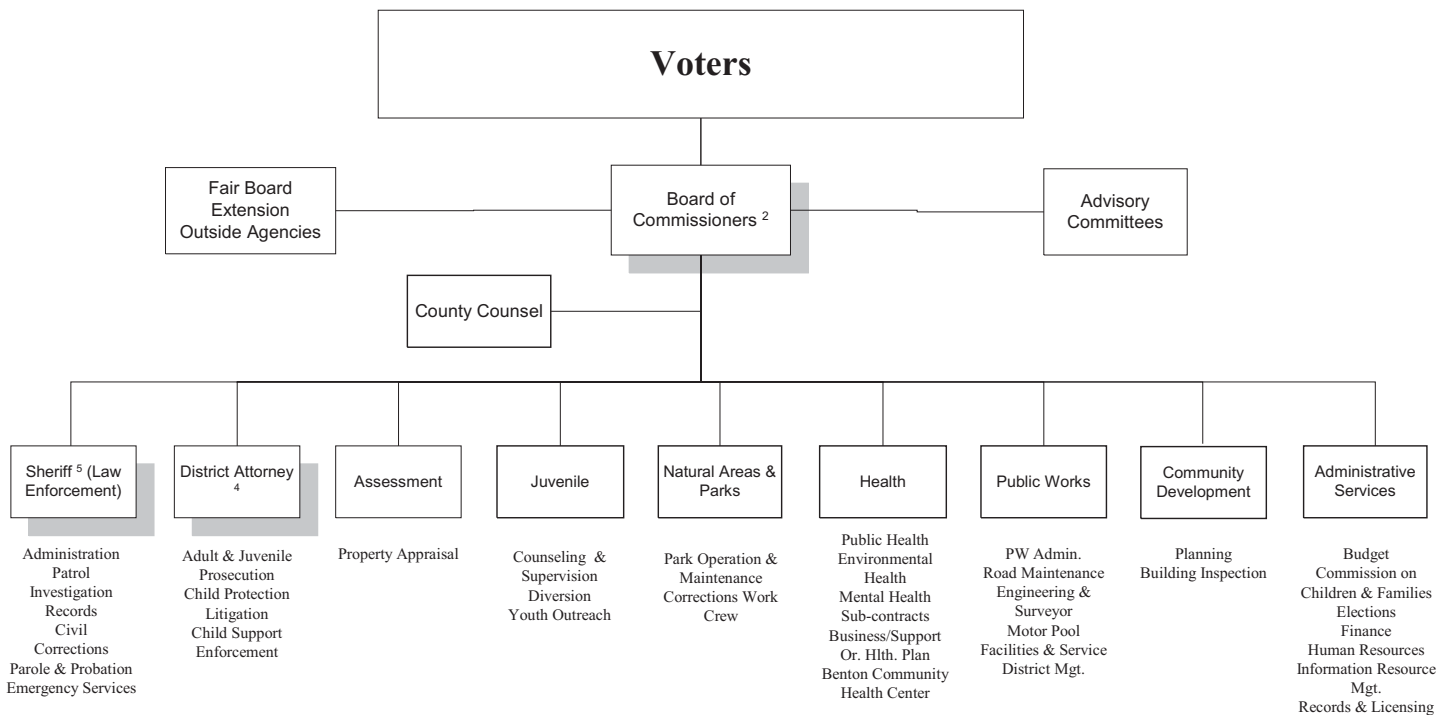 Voters
Fair Board
Extension
Outside Agencies
Board of
Commissioners 2
Advisory
Committees
County Counsel
Sheriff 5 (Law
Enforcement)
District Attorney
4
Assessment
Juvenile
Natural Areas &
Parks
Health
Public Works
Community
Development
Administrative
Services
Administration
Patrol
Investigation
Records
Civil
Corrections
Parole & Probation
Emergency Services
Adult & Juvenile
Prosecution
Child Protection
Litigation
Child Support
Enforcement
Property Appraisal
Counseling &
Supervision
Diversion
Youth Outreach
Park Operation &
Maintenance
Corrections Work
Crew
Public Health
Environmental
Health
Mental Health
Sub-contracts
Business/Support
Or. Hlth. Plan
Benton Community
Health Center
PW Admin.
Road Maintenance
Engineering &
Surveyor
Motor Pool
Facilities & Service
District Mgt.
Planning
Building Inspection
Budget
Commission on
Children & Families
Elections
Finance
Human Resources
Information Resource
Mgt.
Records & Licensing